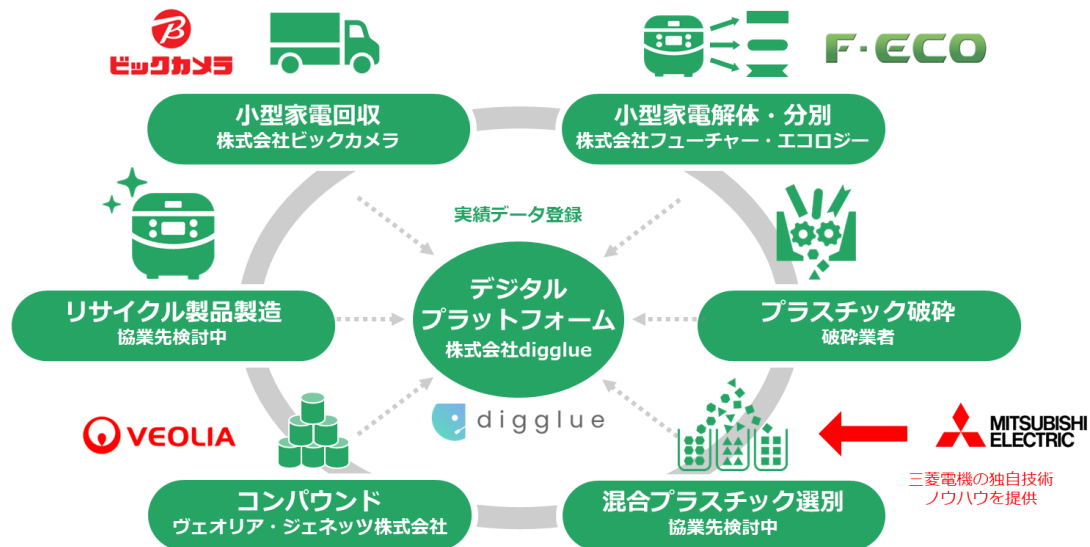 ビックカメラ
F・ECO
小型家電回収
株式会社ビックカメラ
小型家電解体・分別
株式会社フューチャー・エコロジー
実績データ登録
デジタル
プラットフォーム
株式会社digglue
リサイクル製品製造
協業先検討中
プラスチック破砕
破砕業者
VEOLIA
digglue
MITSUBISHI
ELECTRIC
三菱電機の独自技術
ノウハウを提供
コンパウンド
ヴェオリア・ジェネッツ株式会社
混合プラスチック選別
協業先検討中